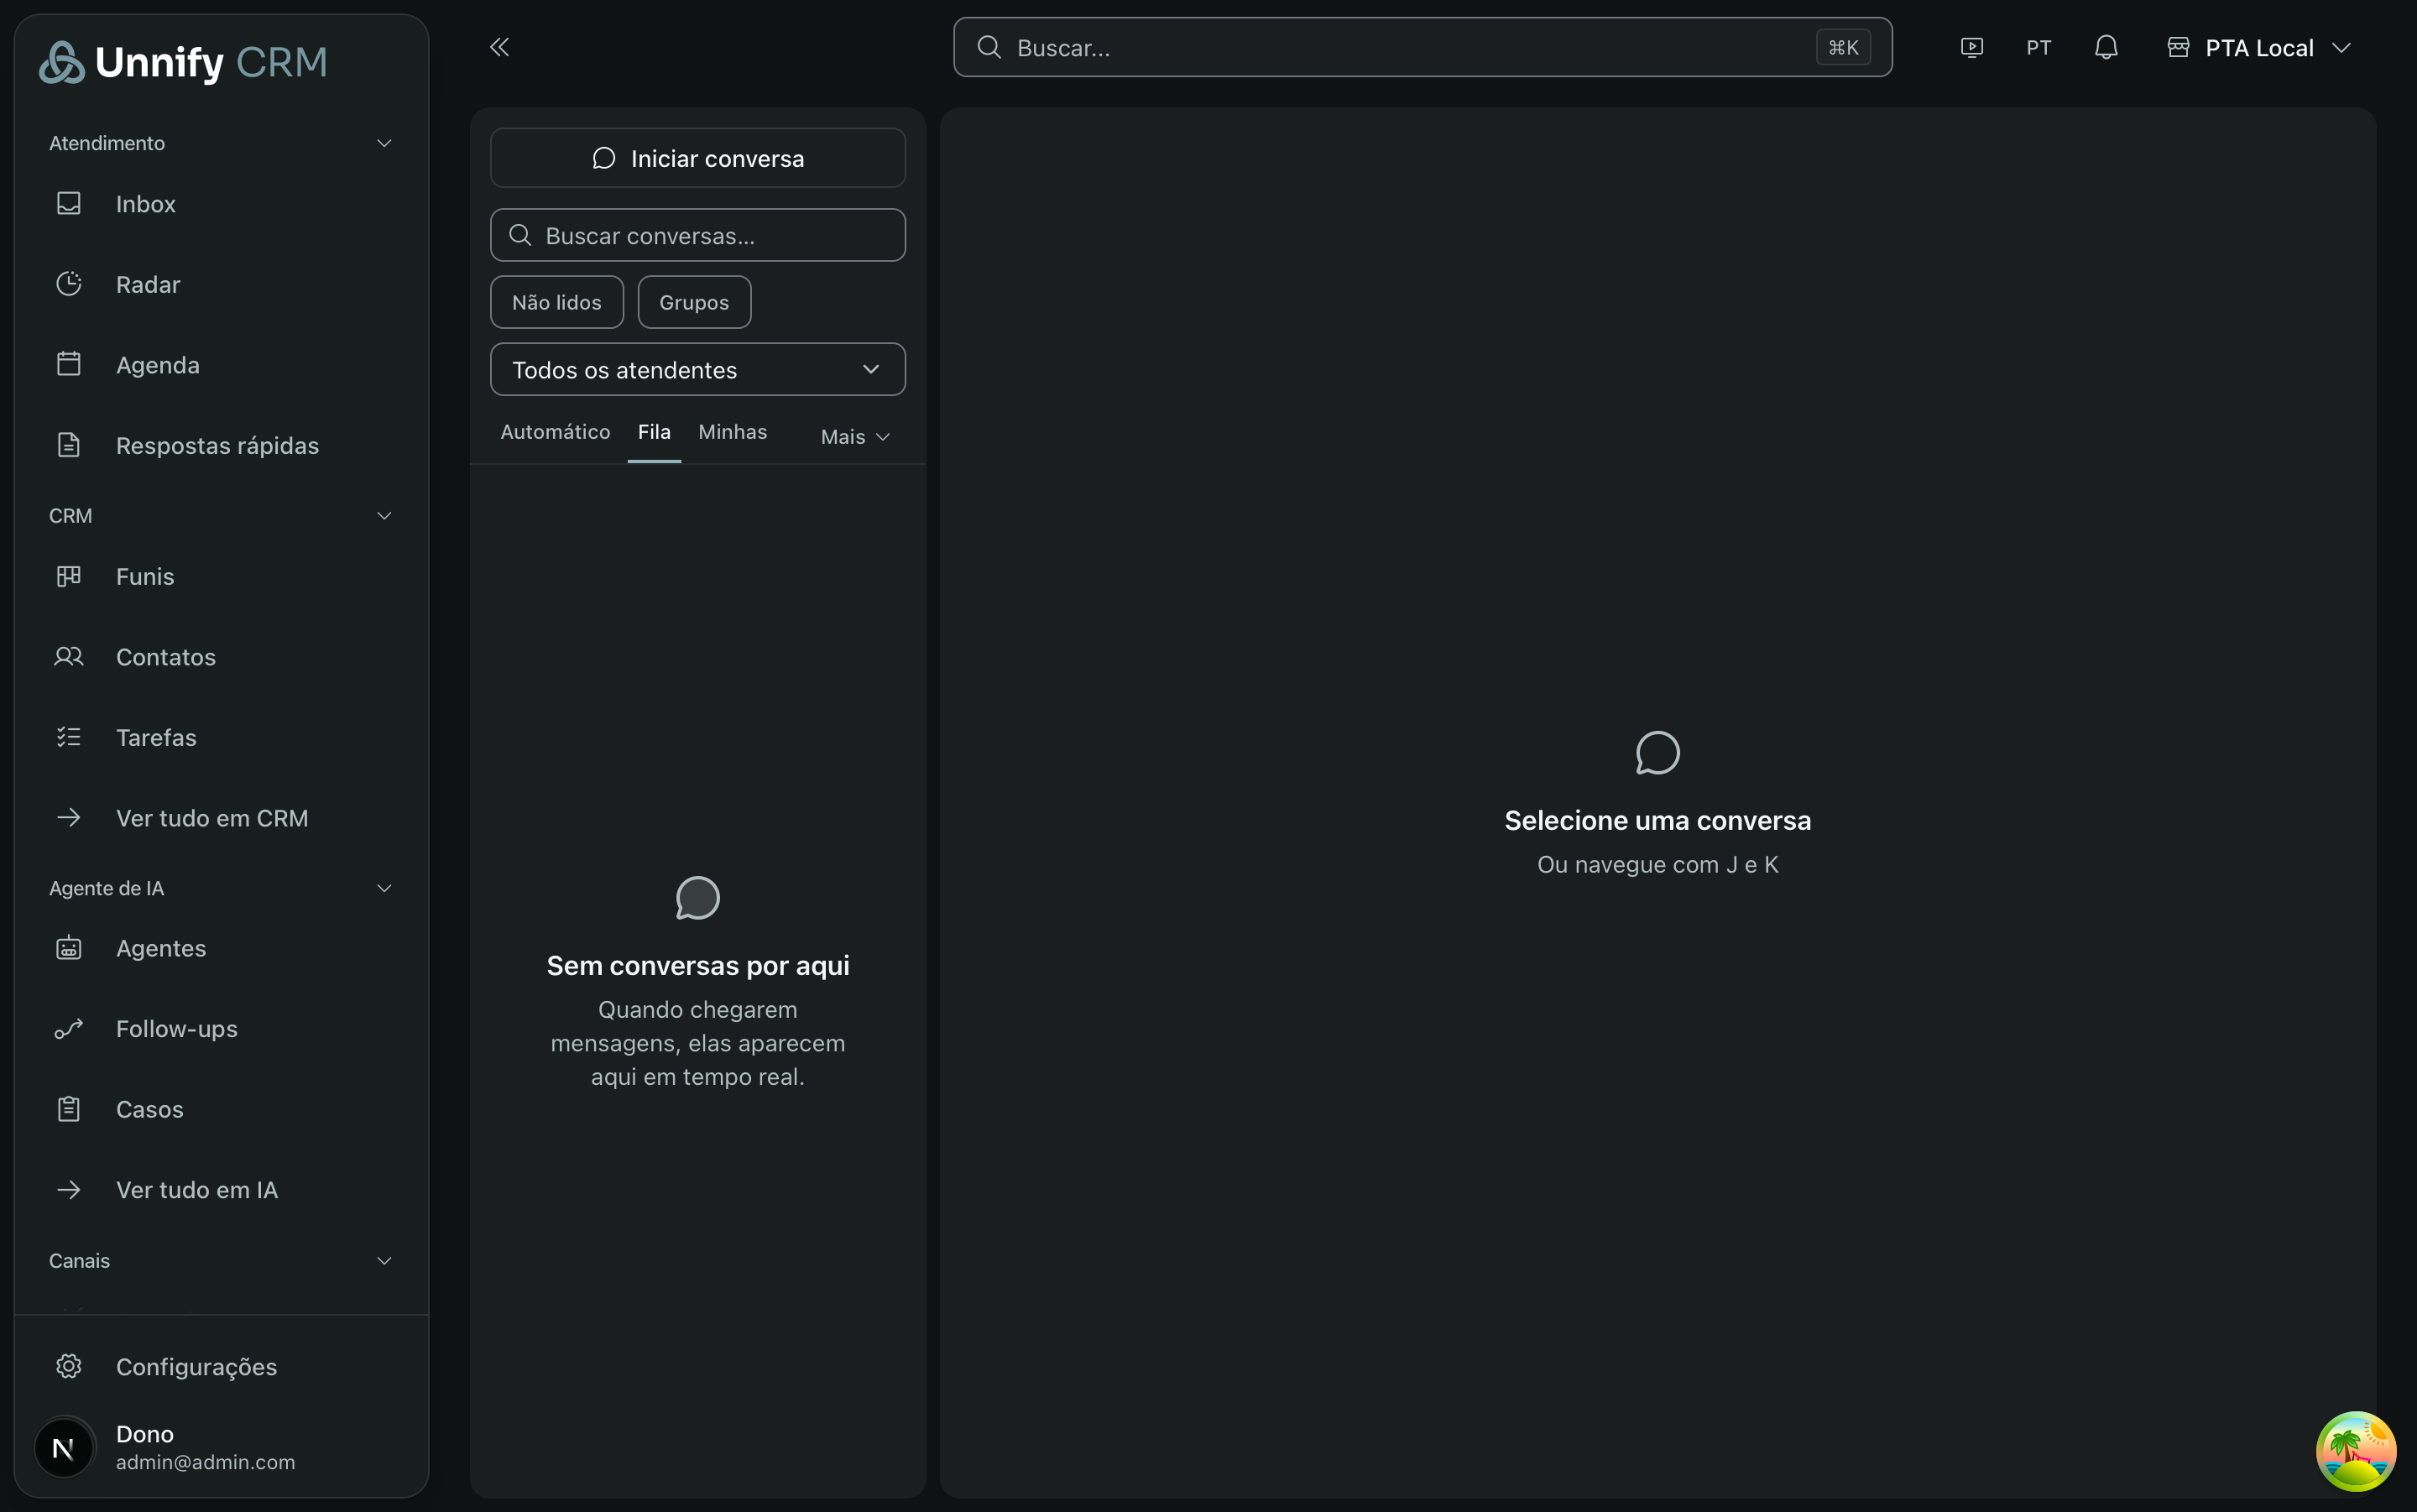 Unnify CRM
Atendimento
Inbox
Radar
Agenda
Respostas rápidas
CRM
Funis
Contatos
Tarefas
Ver tudo em CRM
Agente de IA
Agentes
Follow-ups
Casos
Ver tudo em IA
Canais
Configurações
N
Dono
admin@admin.com
Buscar...
⌘K
PT
PTA Local
Iniciar conversa
Buscar conversas...
Não lidos
Grupos
Todos os atendentes
Automático
Fila
Minhas
Mais
Sem conversas por aqui
Quando chegarem
mensagens, elas aparecem
aqui em tempo real.
Selecione uma conversa
Ou navegue com J e K